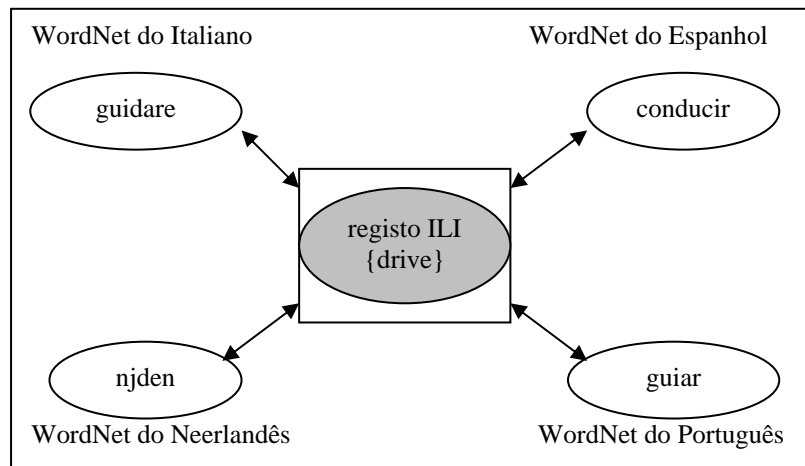 WordNet do Italiano
WordNet do Espanhol
guidare
conducir
registo ILI
{drive}
njden
guiar
WordNet do Neerlandês
WordNet do Português